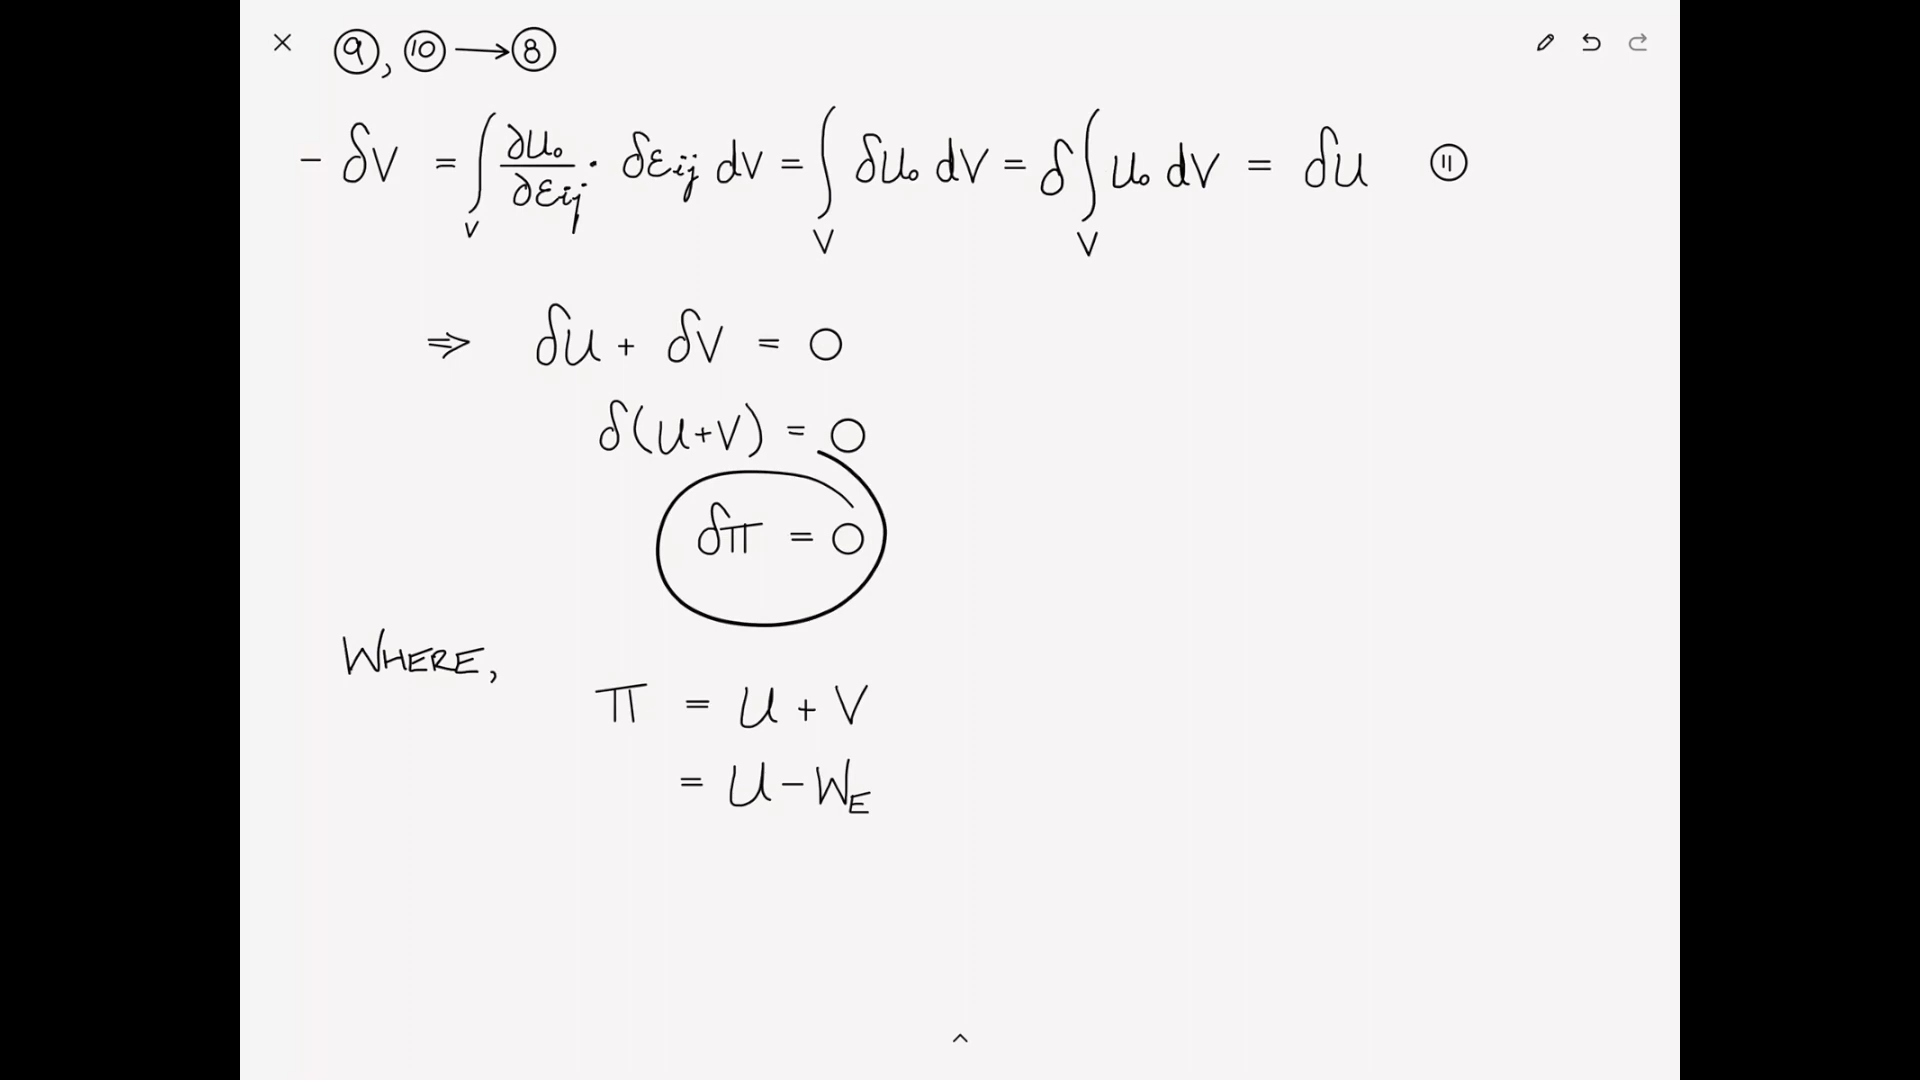 ⑨, ⑩ → ⑧
- δV = ∫_V ∂U₀/∂εij · δεij dV = ∫_V δU₀ dV = δ∫_V U₀ dV = δU ⑪
⇒ δU + δV = 0
δ(U+V) = 0
δπ = 0
WHERE,
π = U + V
= U - W_E